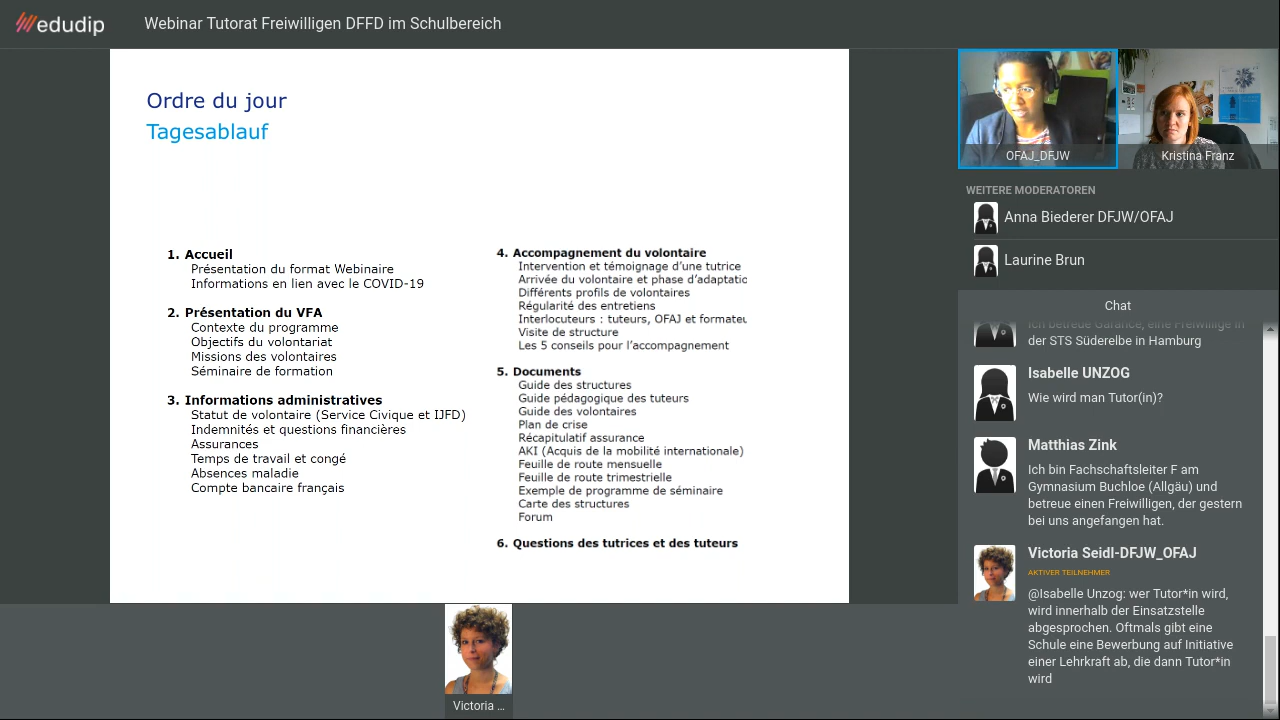 edudip
Webinar Tutorat Freiwilligen DFFD im Schulbereich
Ordre du jour
Tagesablauf
1. Accueil
Présentation du format Webinaire
Informations en lien avec le COVID-19
2. Présentation du VFA
Contexte du programme
Objectifs du volontariat
Missions des volontaires
Séminaire de formation
3. Informations administratives
Statut de volontaire (Service Civique et IJFD)
Indemnités et questions financières
Assurances
Temps de travail et congé
Absences maladie
Compte bancaire français
4. Accompagnement du volontaire
Intervention et témoignage d'une tutrice
Arrivée du volontaire et phase d'adaptatio
Différents profils de volontaires
Régularité des entretiens
Interlocuteurs : tuteurs, OFAJ et formateu
Visite de structure
Les 5 conseils pour l'accompagnement
5. Documents
Guide des structures
Guide pédagogique des tuteurs
Guide des volontaires
Plan de crise
Récapitulatif assurance
AKI (Acquis de la mobilité internationale)
Feuille de route mensuelle
Feuille de route trimestrielle
Exemple de programme de séminaire
Carte des structures
Forum
6. Questions des tutrices et des tuteurs
OFAJ_DFJW
Kristina Franz
WEITERE MODERATOREN
Anna Biederer DFJW/OFAJ
Laurine Brun
Chat
Ich betreue Garance, eine Freiwillige in
der STS Süderelbe in Hamburg
Isabelle UNZOG
Wie wird man Tutor(in)?
Matthias Zink
Ich bin Fachschaftsleiter F am
Gymnasium Buchloe (Allgäu) und
betreue einen Freiwilligen, der gestern
bei uns angefangen hat.
Victoria Seidl-DFJW_OFAJ
AKTIVER TEILNEHMER
@Isabelle Unzog: wer Tutor*in wird,
wird innerhalb der Einsatzstelle
abgesprochen. Oftmals gibt eine
Schule eine Bewerbung auf Initiative
einer Lehrkraft ab, die dann Tutor*in
wird
Victoria ...